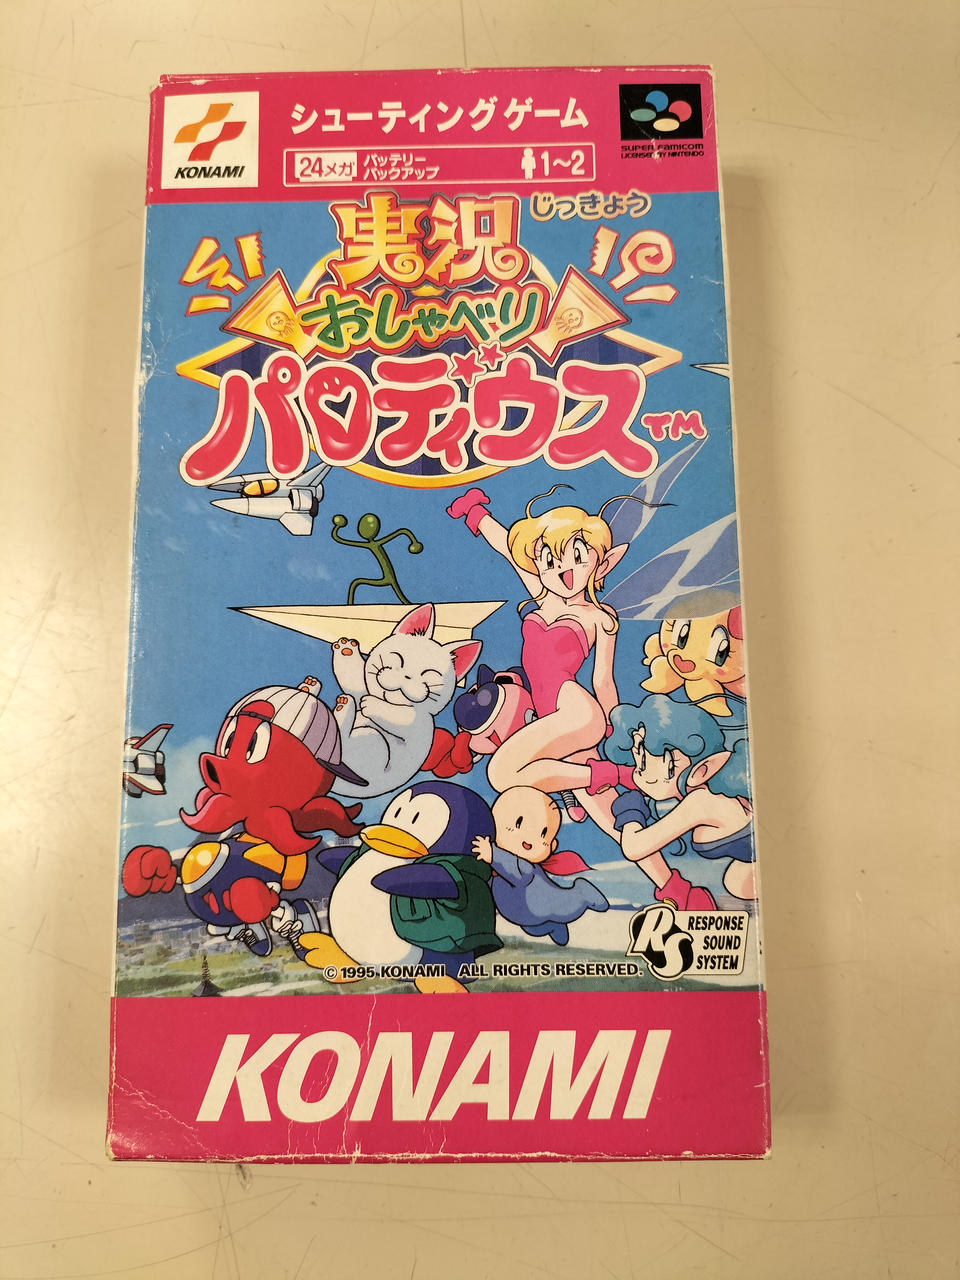 シューティングゲーム
KONAMI
24メガ
バッテリー
バックアップ
1〜2
SUPER FAMICOM
LICENSED BY NINTENDO
じっきょう
実況
おしゃべり
パロディウス™
RESPONSE
SOUND
SYSTEM
RS
© 1995 KONAMI ALL RIGHTS RESERVED.
KONAMI